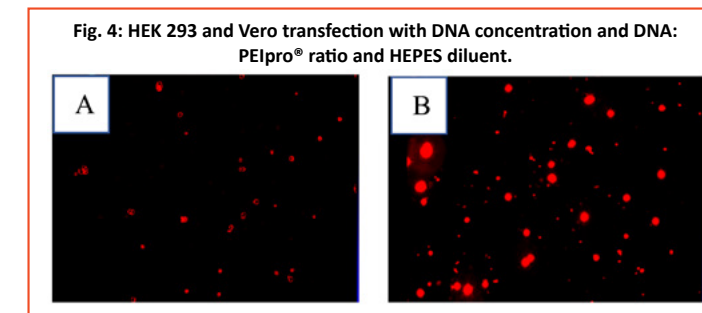 Fig. 4: HEK 293 and Vero transfection with DNA concentration and DNA:
PEIpro® ratio and HEPES diluent.
A
B